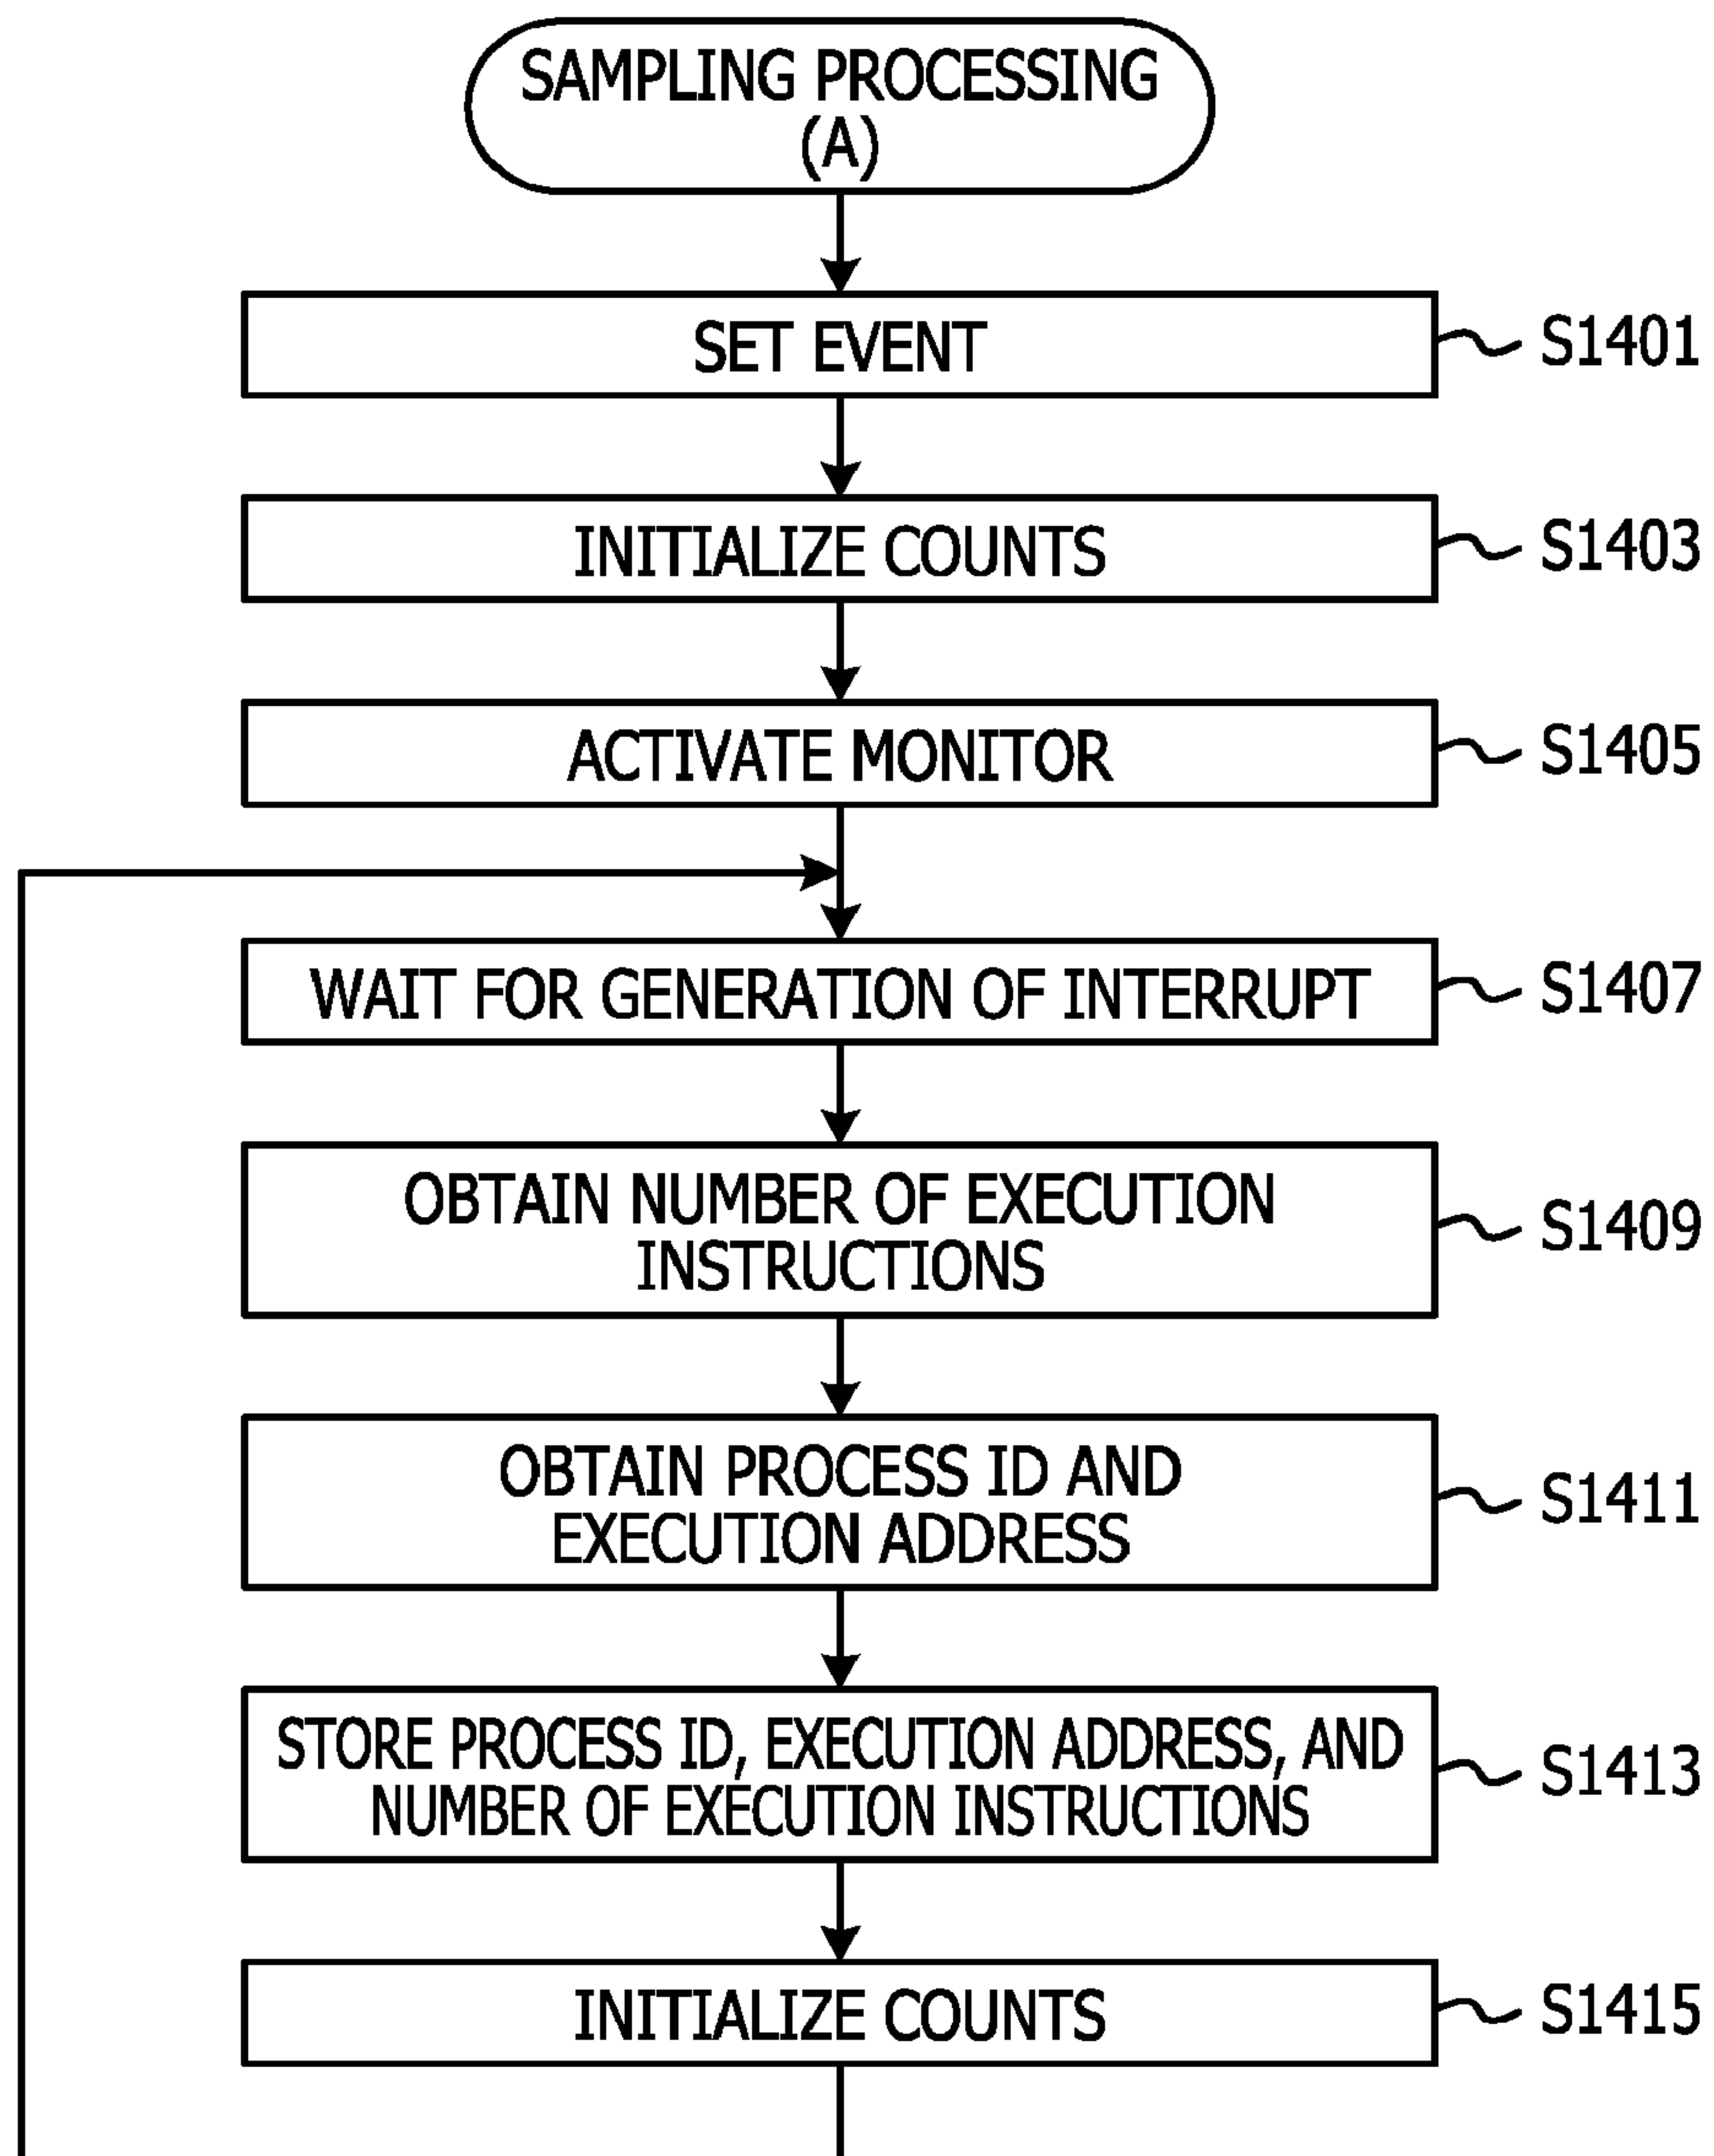 SAMPLING PROCESSING
(A)
SET EVENT
S1401
INITIALIZE COUNTS
S1403
ACTIVATE MONITOR
S1405
WAIT FOR GENERATION OF INTERRUPT
S1407
OBTAIN NUMBER OF EXECUTION
INSTRUCTIONS
S1409
OBTAIN PROCESS ID AND
EXECUTION ADDRESS
S1411
STORE PROCESS ID, EXECUTION ADDRESS, AND
NUMBER OF EXECUTION INSTRUCTIONS
S1413
INITIALIZE COUNTS
S1415